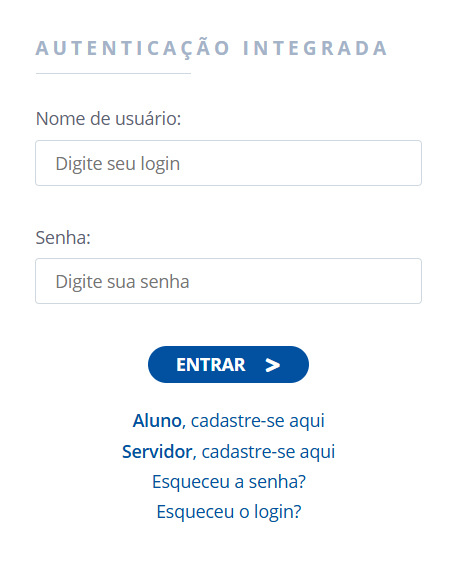 AUTENTICAÇÃO INTEGRADA
Nome de usuário:
Digite seu login
Senha:
Digite sua senha
ENTRAR >
Aluno, cadastre-se aqui
Servidor, cadastre-se aqui
Esqueceu a senha?
Esqueceu o login?